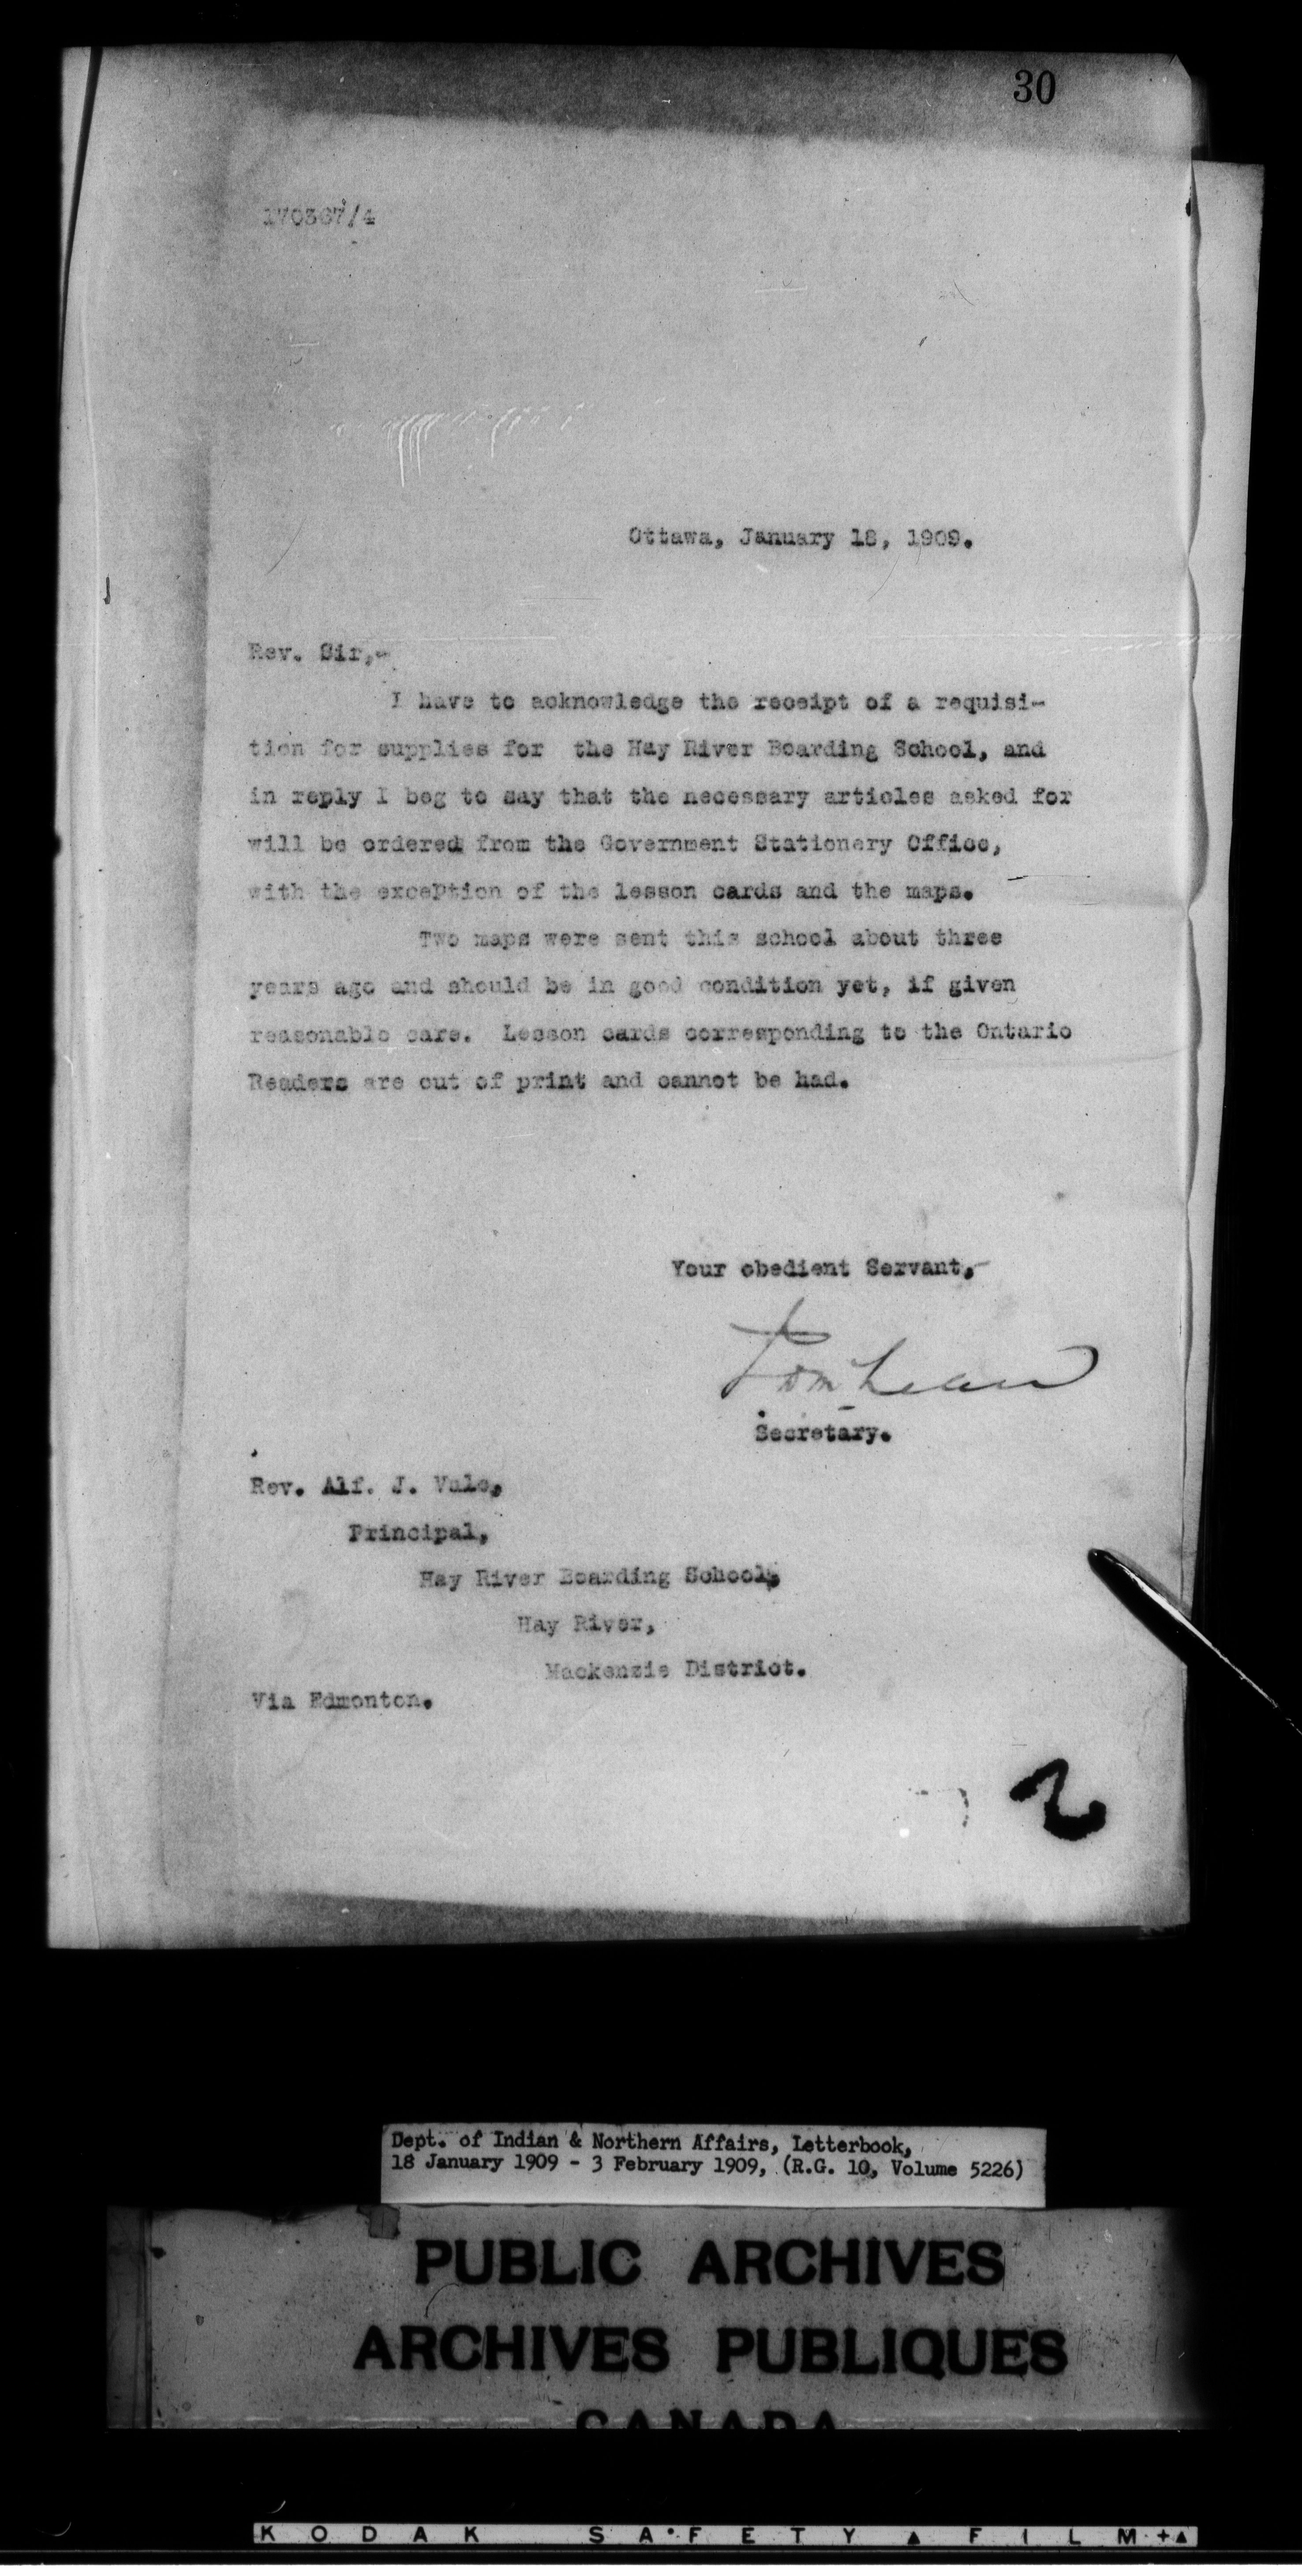 30
170367/4
Ottawa, January 18, 1909.
Rev. Sir,-
I have to acknowledge the receipt of a requisi-
tion for supplies for the Hay River Boarding School, and
in reply I beg to say that the necessary articles asked for
will be ordered from the Government Stationery Office,
with the exception of the lesson cards and the maps.
Two maps were sent this school about three
years ago and should be in good condition yet, if given
reasonable care. Lesson cards corresponding to the Ontario
Readers are out of print and cannot be had.
Your obedient Servant,
Secretary.
Rev. Alf. J. Vale,
Principal,
Hay River Boarding School,
Hay River,
Mackenzie District.
Via Edmonton.
2
Dept. of Indian & Northern Affairs, Letterbook,
18 January 1909 - 3 February 1909, (R.G. 10, Volume 5226)
PUBLIC ARCHIVES
ARCHIVES PUBLIQUES
CANADA
KODAK SAFETY FILM